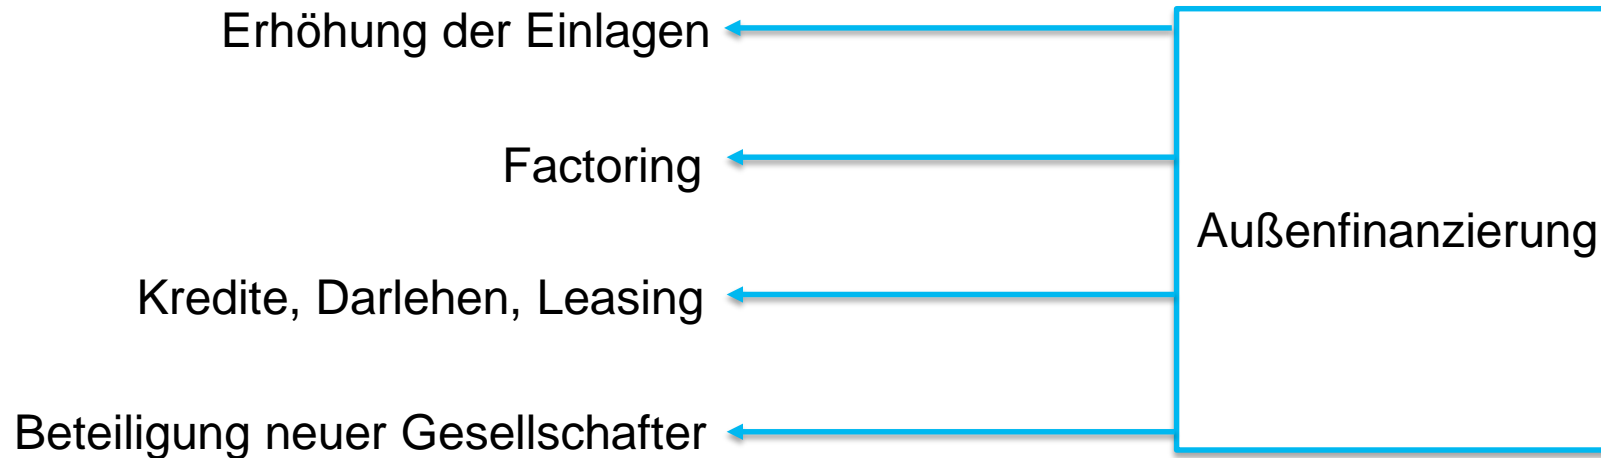 Erhöhung der Einlagen
Factoring
Außenfinanzierung
Kredite, Darlehen, Leasing
Beteiligung neuer Gesellschafter